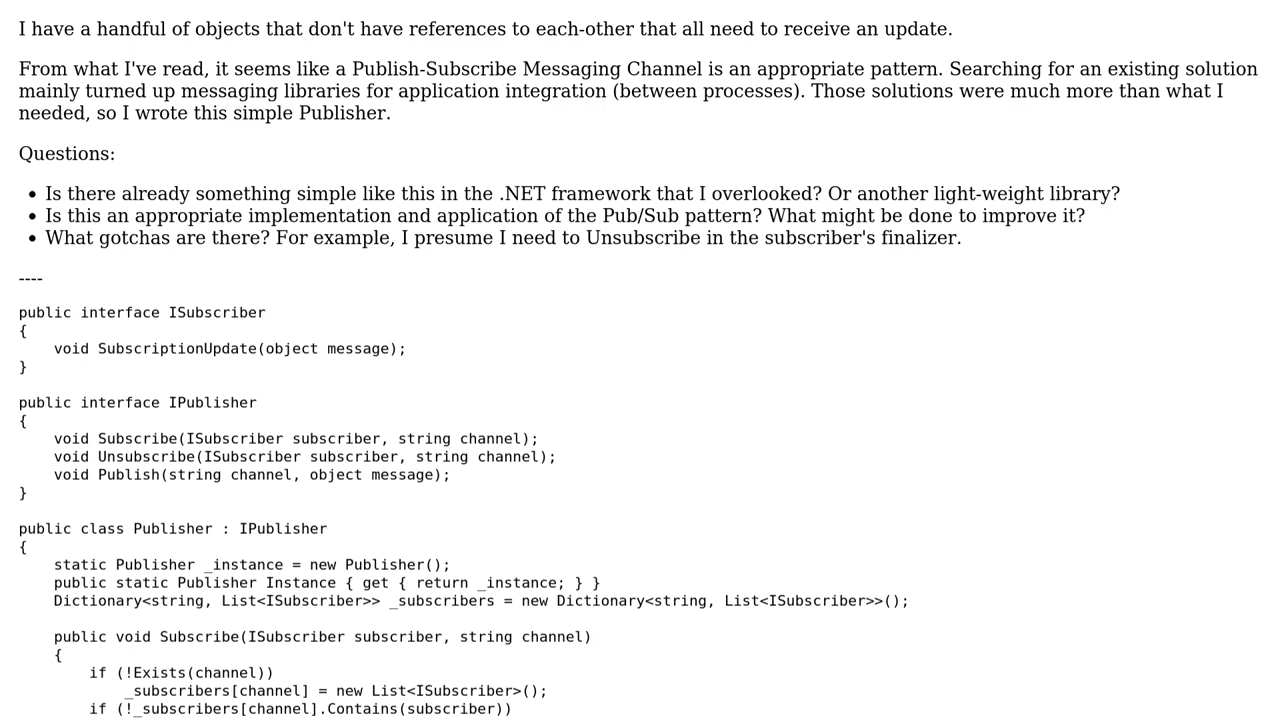 I have a handful of objects that don't have references to each-other that all need to receive an update.
From what I've read, it seems like a Publish-Subscribe Messaging Channel is an appropriate pattern. Searching for an existing solution
mainly turned up messaging libraries for application integration (between processes). Those solutions were much more than what I
needed, so I wrote this simple Publisher.
Questions:
• Is there already something simple like this in the .NET framework that I overlooked? Or another light-weight library?
• Is this an appropriate implementation and application of the Pub/Sub pattern? What might be done to improve it?
• What gotchas are there? For example, I presume I need to Unsubscribe in the subscriber's finalizer.
----
public interface ISubscriber
{
    void SubscriptionUpdate(object message);
}
public interface IPublisher
{
    void Subscribe(ISubscriber subscriber, string channel);
    void Unsubscribe(ISubscriber subscriber, string channel);
    void Publish(string channel, object message);
}
public class Publisher : IPublisher
{
    static Publisher _instance = new Publisher();
    public static Publisher Instance { get { return _instance; } }
    Dictionary<string, List<ISubscriber>> _subscribers = new Dictionary<string, List<ISubscriber>>();
    public void Subscribe(ISubscriber subscriber, string channel)
    {
        if (!Exists(channel))
            _subscribers[channel] = new List<ISubscriber>();
        if (!_subscribers[channel].Contains(subscriber))